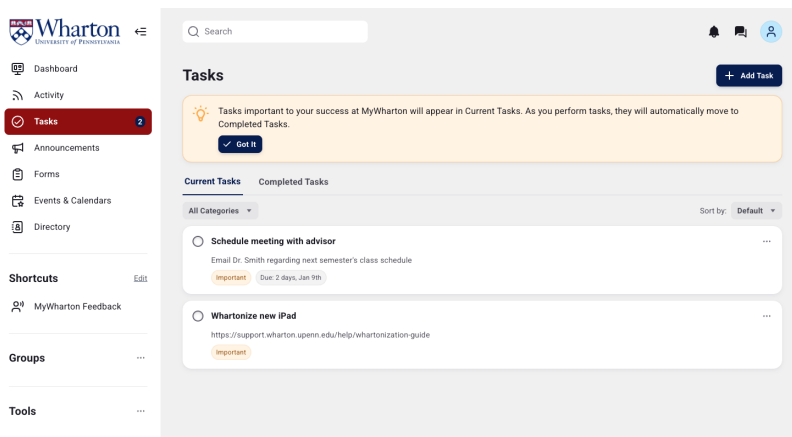 Wharton
UNIVERSITY of PENNSYLVANIA
Dashboard
Activity
Tasks 2
Announcements
Forms
Events & Calendars
Directory
Shortcuts Edit
MyWharton Feedback
Groups ...
Tools ...
Search
Tasks
+ Add Task
Tasks important to your success at MyWharton will appear in Current Tasks. As you perform tasks, they will automatically move to
Completed Tasks.
Got It
Current Tasks Completed Tasks
All Categories Sort by: Default
Schedule meeting with advisor ...
Email Dr. Smith regarding next semester's class schedule
Important Due: 2 days, Jan 9th
Whartonize new iPad ...
https://support.wharton.upenn.edu/help/whartonization-guide
Important